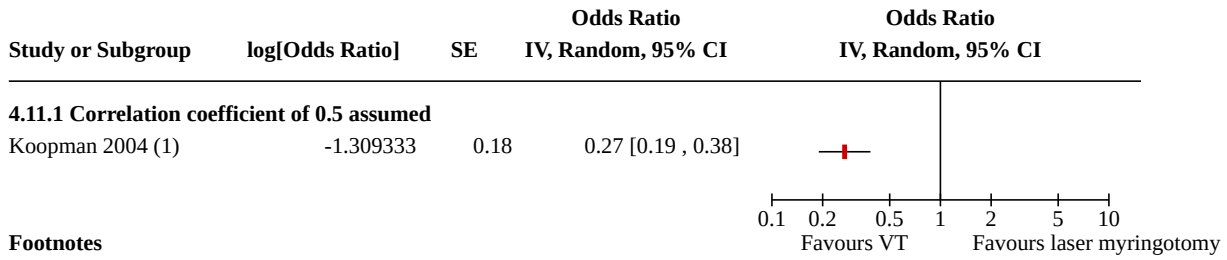 Odds Ratio Odds Ratio
Study or Subgroup log[Odds Ratio] SE IV, Random, 95% CI IV, Random, 95% CI
4.11.1 Correlation coefficient of 0.5 assumed
Koopman 2004 (1) -1.309333 0.18 0.27 [0.19 , 0.38]
0.1 0.2 0.5 1 2 5 10
Footnotes Favours VT Favours laser myringotomy